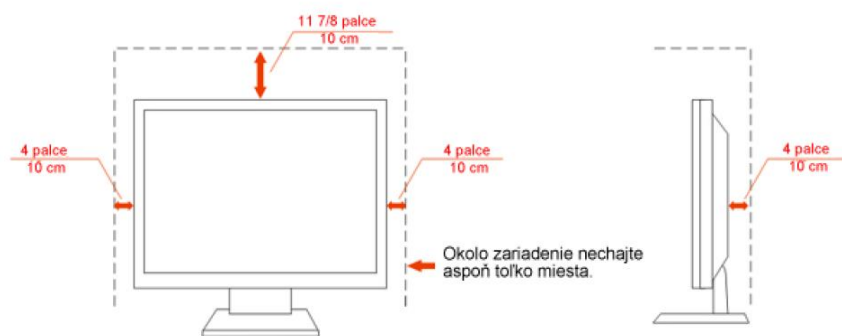 11 7/8 palce
10 cm
4 palce
10 cm
4 palce
10 cm
4 palce
10 cm
Okolo zariadenie nechajte
aspoň toľko miesta.